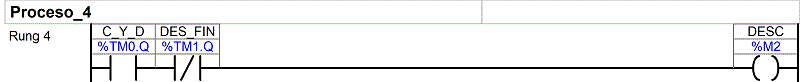 Proceso_4
Rung 4
C_Y_D DES_FIN DESC
%TM0.Q %TM1.Q %M2